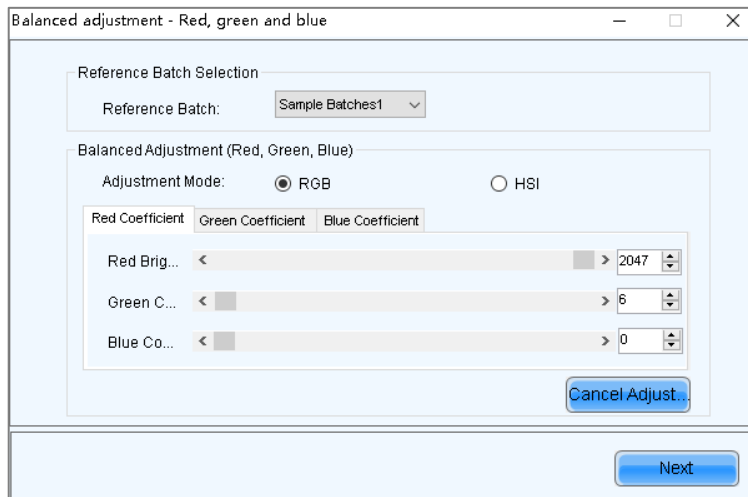 Balanced adjustment - Red, green and blue
Reference Batch Selection
Reference Batch: Sample Batches1
Balanced Adjustment (Red, Green, Blue)
Adjustment Mode: RGB HSI
Red Coefficient Green Coefficient Blue Coefficient
Red Brig... 2047
Green C... 6
Blue Co... 0
Cancel Adjust...
Next